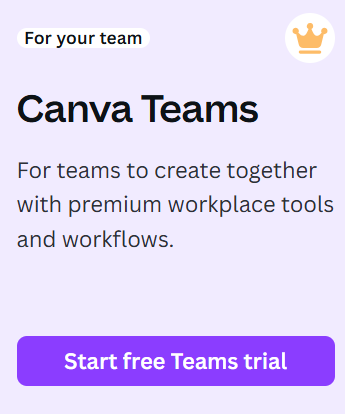 For your team
Canva Teams
For teams to create together
with premium workplace tools
and workflows.
Start free Teams trial